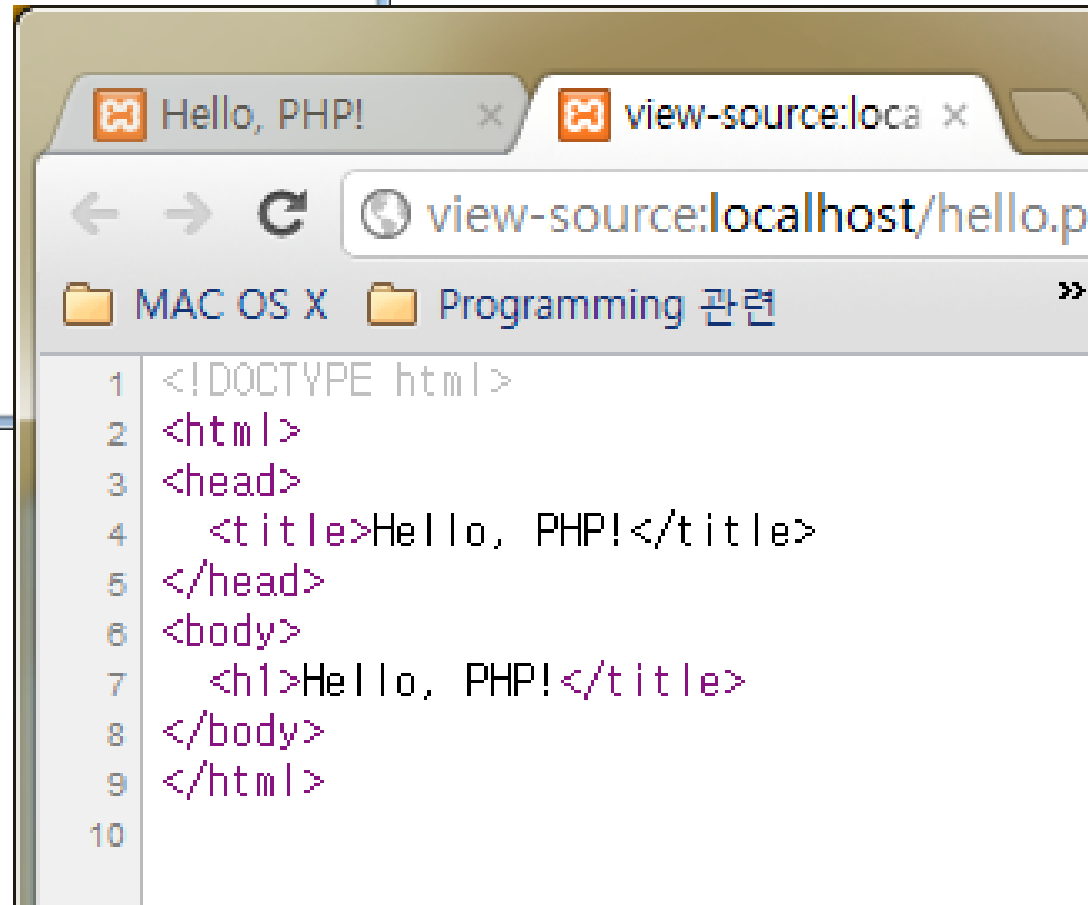 Hello, PHP! × view-source:loca ×
view-source:localhost/hello.p
MAC OS X Programming 관련 »
1 <!DOCTYPE html>
2 <html>
3 <head>
4   <title>Hello, PHP!</title>
5 </head>
6 <body>
7   <h1>Hello, PHP!</title>
8 </body>
9 </html>
10